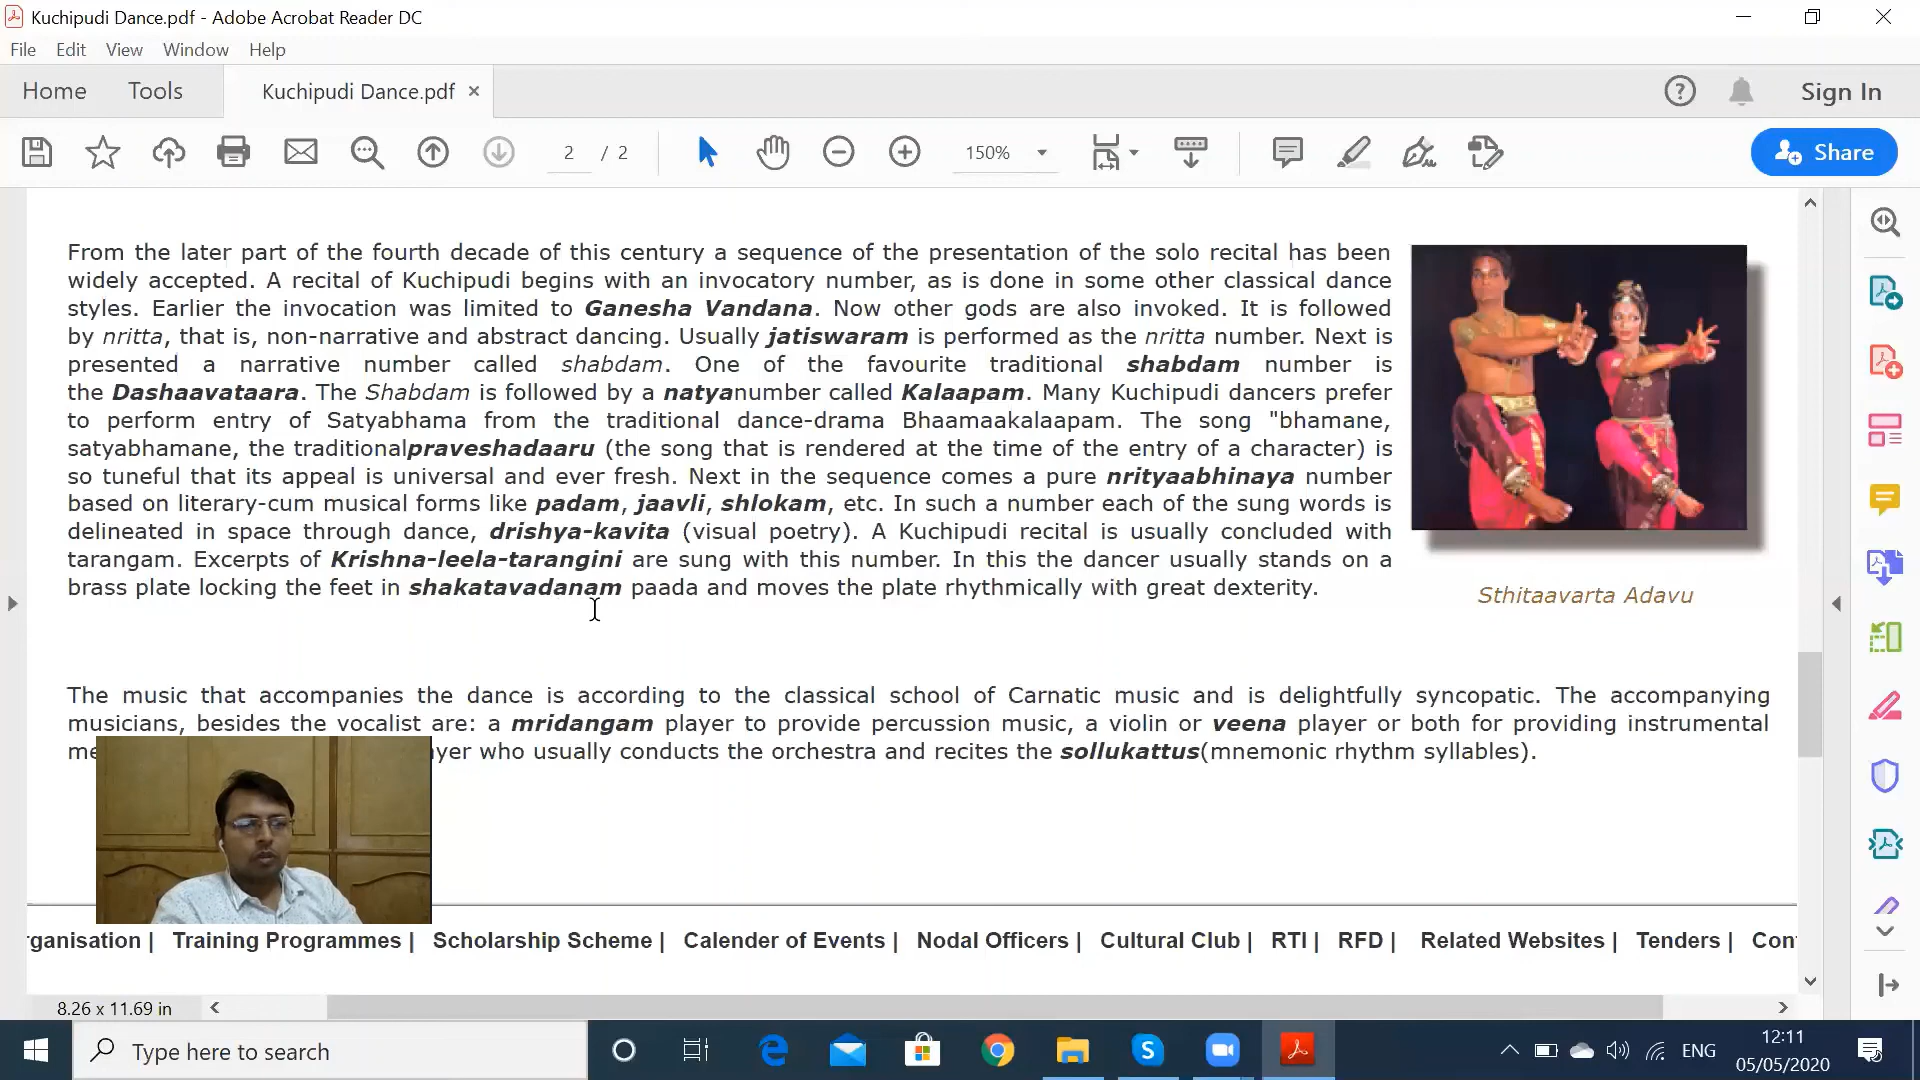 Kuchipudi Dance.pdf - Adobe Acrobat Reader DC
File Edit View Window Help
Home Tools Kuchipudi Dance.pdf × Sign In
2 / 2 150% Share
From the later part of the fourth decade of this century a sequence of the presentation of the solo recital has been
widely accepted. A recital of Kuchipudi begins with an invocatory number, as is done in some other classical dance
styles. Earlier the invocation was limited to Ganesha Vandana. Now other gods are also invoked. It is followed
by nritta, that is, non-narrative and abstract dancing. Usually jatiswaram is performed as the nritta number. Next is
presented a narrative number called shabdam. One of the favourite traditional shabdam number is
the Dashaavataara. The Shabdam is followed by a natyanumber called Kalaapam. Many Kuchipudi dancers prefer
to perform entry of Satyabhama from the traditional dance-drama Bhaamaakalaapam. The song "bhamane,
satyabhamane, the traditionalpraveshadaaru (the song that is rendered at the time of the entry of a character) is
so tuneful that its appeal is universal and ever fresh. Next in the sequence comes a pure nrityaabhinaya number
based on literary-cum musical forms like padam, jaavli, shlokam, etc. In such a number each of the sung words is
delineated in space through dance, drishya-kavita (visual poetry). A Kuchipudi recital is usually concluded with
tarangam. Excerpts of Krishna-leela-tarangini are sung with this number. In this the dancer usually stands on a
brass plate locking the feet in shakatavadanam paada and moves the plate rhythmically with great dexterity.
Sthitaavarta Adavu
The music that accompanies the dance is according to the classical school of Carnatic music and is delightfully syncopatic. The accompanying
musicians, besides the vocalist are: a mridangam player to provide percussion music, a violin or veena player or both for providing instrumental
me yer who usually conducts the orchestra and recites the sollukattus(mnemonic rhythm syllables).
rganisation | Training Programmes | Scholarship Scheme | Calender of Events | Nodal Officers | Cultural Club | RTI | RFD | Related Websites | Tenders | Con
8.26 x 11.69 in
Type here to search
ENG
12:11
05/05/2020